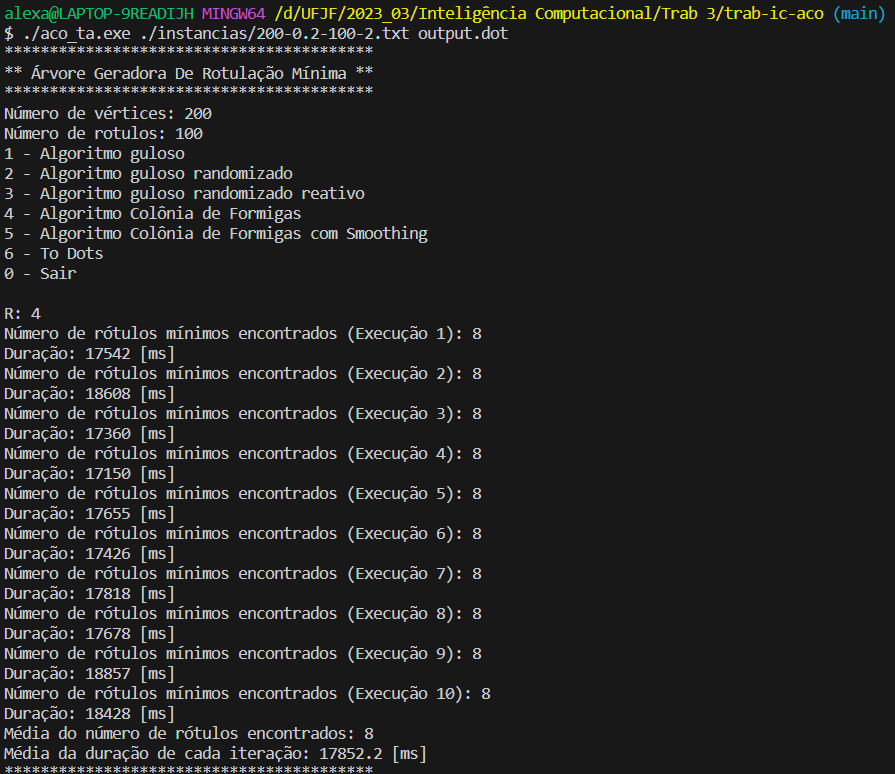 alexa@LAPTOP-9READIJH MINGW64 /d/UFJF/2023_03/Inteligência Computacional/Trab 3/trab-ic-aco (main)
$ ./aco_ta.exe ./instancias/200-0.2-100-2.txt output.dot
*****************************************
** Árvore Geradora De Rotulação Mínima **
*****************************************
Número de vértices: 200
Número de rotulos: 100
1 - Algoritmo guloso
2 - Algoritmo guloso randomizado
3 - Algoritmo guloso randomizado reativo
4 - Algoritmo Colônia de Formigas
5 - Algoritmo Colônia de Formigas com Smoothing
6 - To Dots
0 - Sair
R: 4
Número de rótulos mínimos encontrados (Execução 1): 8
Duração: 17542 [ms]
Número de rótulos mínimos encontrados (Execução 2): 8
Duração: 18608 [ms]
Número de rótulos mínimos encontrados (Execução 3): 8
Duração: 17360 [ms]
Número de rótulos mínimos encontrados (Execução 4): 8
Duração: 17150 [ms]
Número de rótulos mínimos encontrados (Execução 5): 8
Duração: 17655 [ms]
Número de rótulos mínimos encontrados (Execução 6): 8
Duração: 17426 [ms]
Número de rótulos mínimos encontrados (Execução 7): 8
Duração: 17818 [ms]
Número de rótulos mínimos encontrados (Execução 8): 8
Duração: 17678 [ms]
Número de rótulos mínimos encontrados (Execução 9): 8
Duração: 18857 [ms]
Número de rótulos mínimos encontrados (Execução 10): 8
Duração: 18428 [ms]
Média do número de rótulos encontrados: 8
Média da duração de cada iteração: 17852.2 [ms]
*****************************************